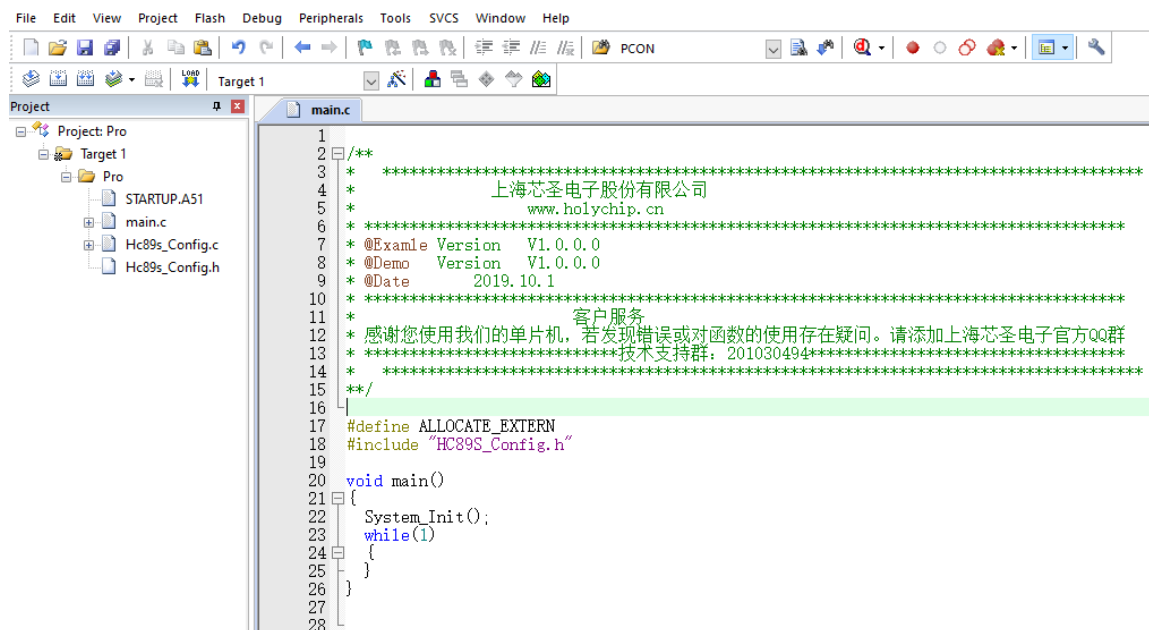 File Edit View Project Flash Debug Peripherals Tools SVCS Window Help
PCON
LOAD Target 1
Project
main.c
Project: Pro
Target 1
Pro
STARTUP.A51
main.c
Hc89s_Config.c
Hc89s_Config.h
1
2 /**
3 * ***********************************************************************************
4 * 上海芯圣电子股份有限公司
5 * www.holychip.cn
6 * ***********************************************************************************
7 * @Examle Version V1.0.0.0
8 * @Demo Version V1.0.0.0
9 * @Date 2019.10.1
10 * ***********************************************************************************
11 * 客户服务
12 * 感谢您使用我们的单片机，若发现错误或对函数的使用存在疑问。请添加上海芯圣电子官方QQ群
13 * ****************************技术支持群：201030494***********************************
14 * ***********************************************************************************
15 **/
16
17 #define ALLOCATE_EXTERN
18 #include "HC89S_Config.h"
19
20 void main()
21 {
22 System_Init();
23 while(1)
24 {
25 }
26 }
27
28